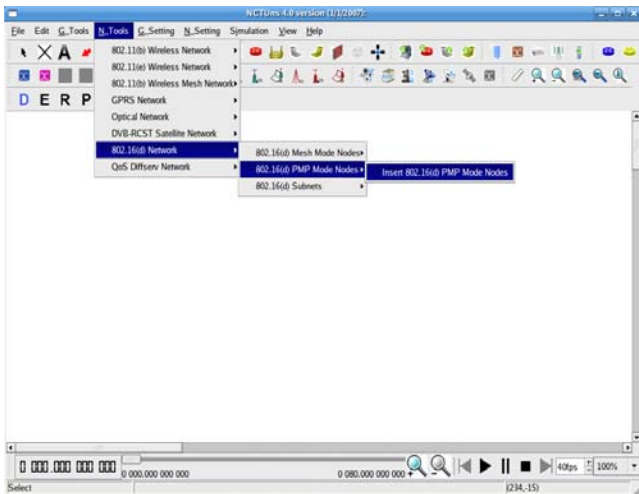 NCTUns 4.0 version (1/1/2007):
File Edit G_Tools N_Tools G_Setting N_Setting Simulation View Help
802.11(b) Wireless Network
802.11(e) Wireless Network
802.11(b) Wireless Mesh Network
GPRS Network
Optical Network
DVB-RCST Satellite Network
802.16(d) Network
QoS Diffserv Network
802.16(d) Mesh Mode Nodes
802.16(d) PMP Mode Nodes
802.16(d) Subnets
Insert 802.16(d) PMP Mode Nodes
A
D E R P
0 000 000 000 000
0 000.000 000 000
0 080.000 000 000
40tps
100%
Select
(234,-15)